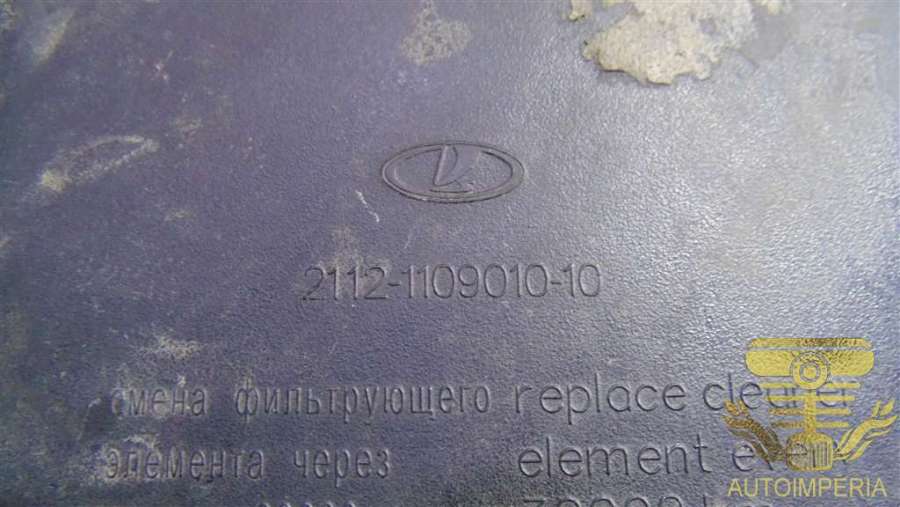 2112-1109010-10
смена фильтрующего replace
элемента через element
AUTOIMPERIA